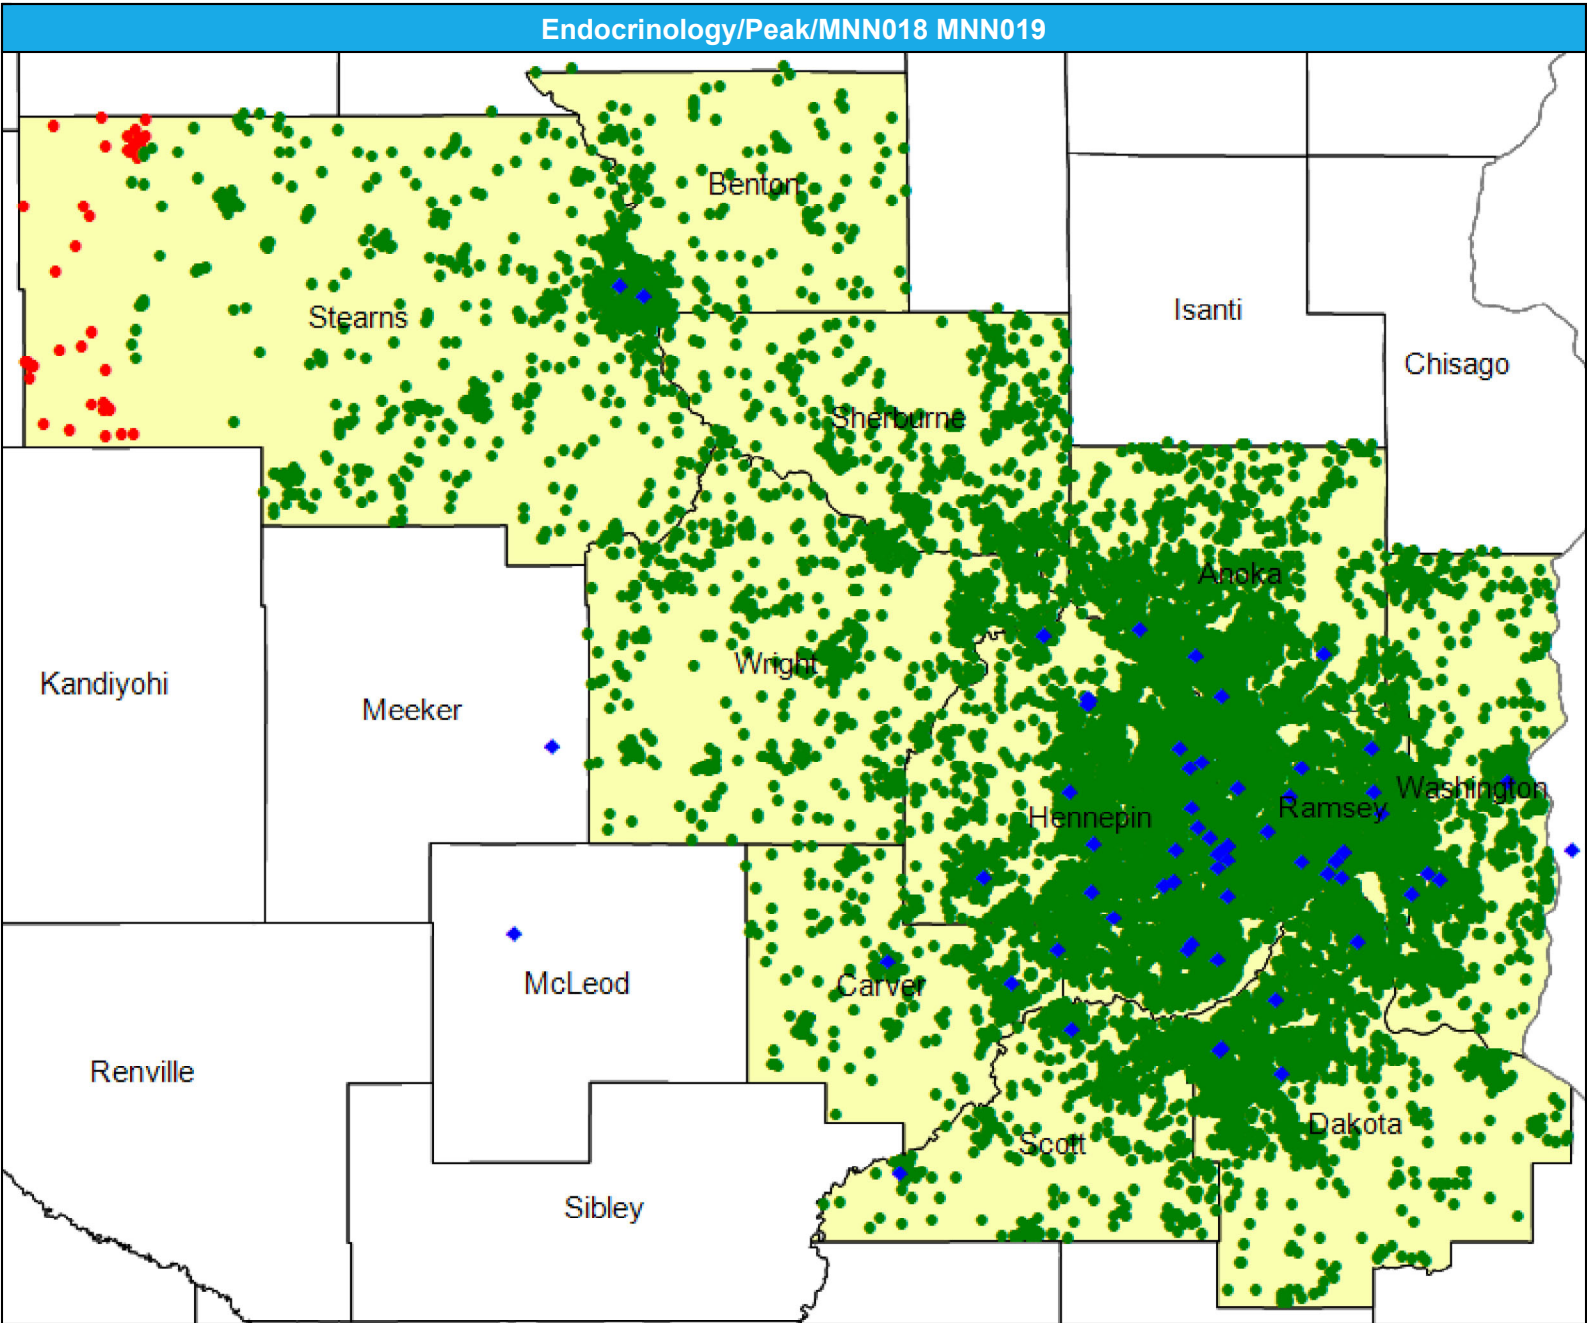 Endocrinology/Peak/MNN018 MNN019
Benton
Stearns
Isanti
Chisago
Sherburne
Anoka
Wright
Kandiyohi
Meeker
Washington
Ramsey
Hennepin
McLeod
Carver
Renville
Dakota
Scott
Sibley